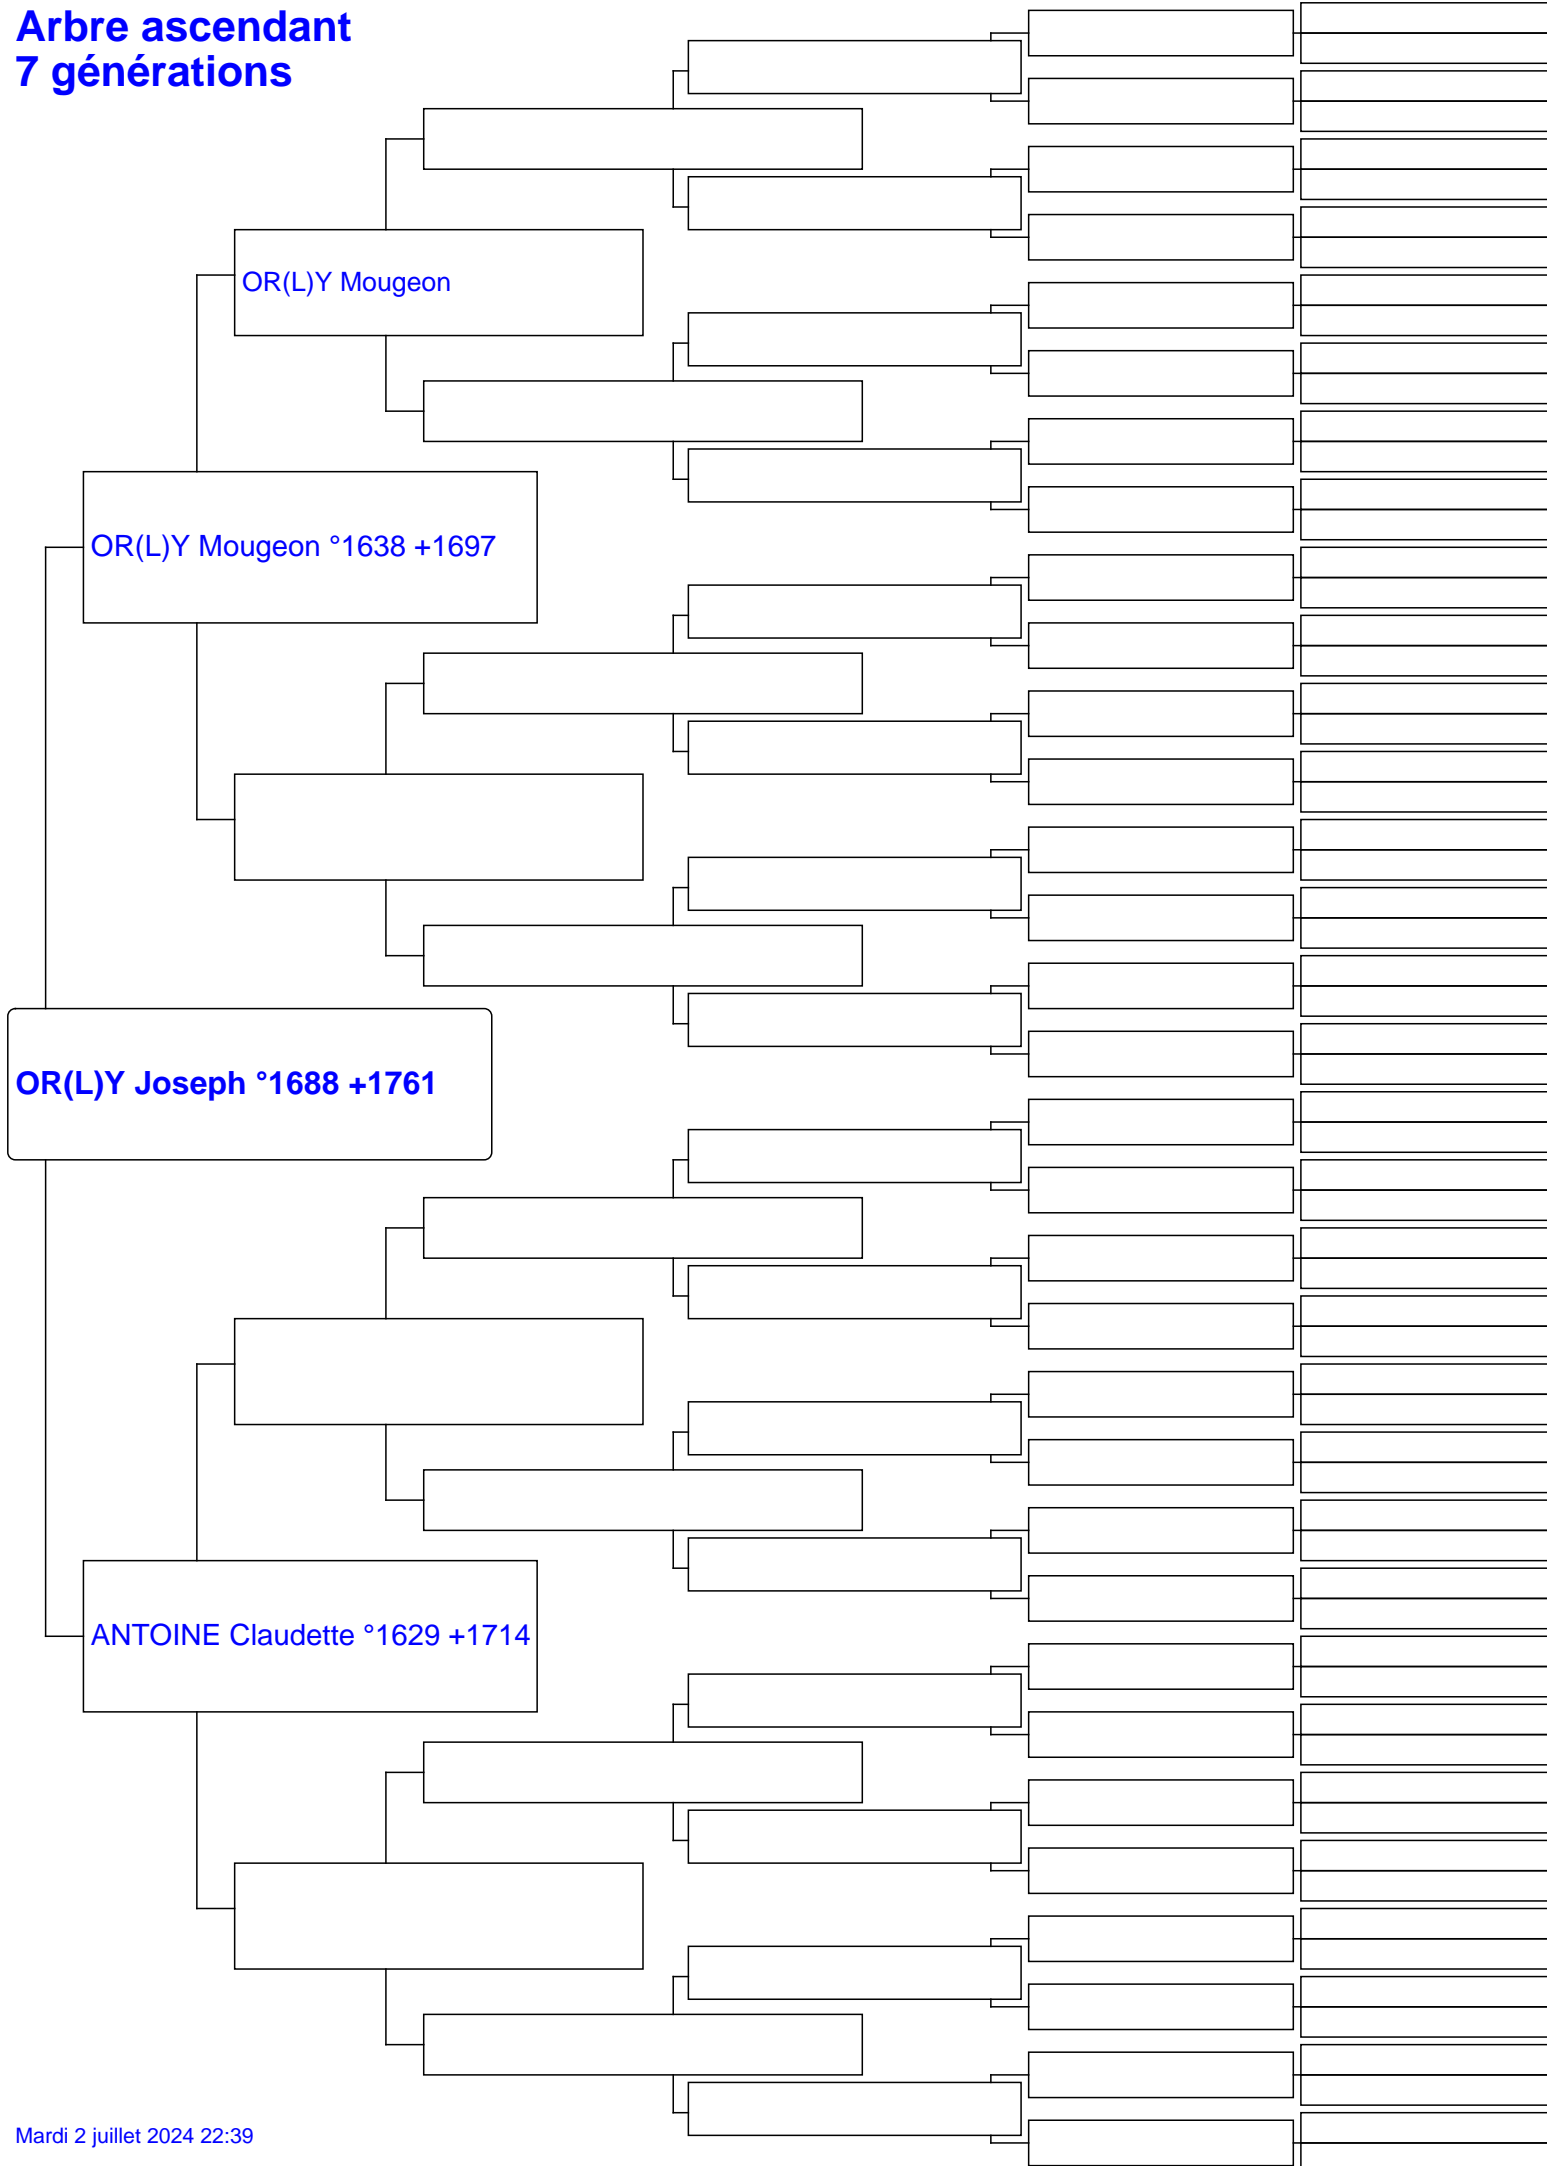 Arbre ascendant
7 générations
OR(L)Y Mougeon
OR(L)Y Mougeon °1638 +1697
OR(L)Y Joseph °1688 +1761
ANTOINE Claudette °1629 +1714
Mardi 2 juillet 2024 22:39